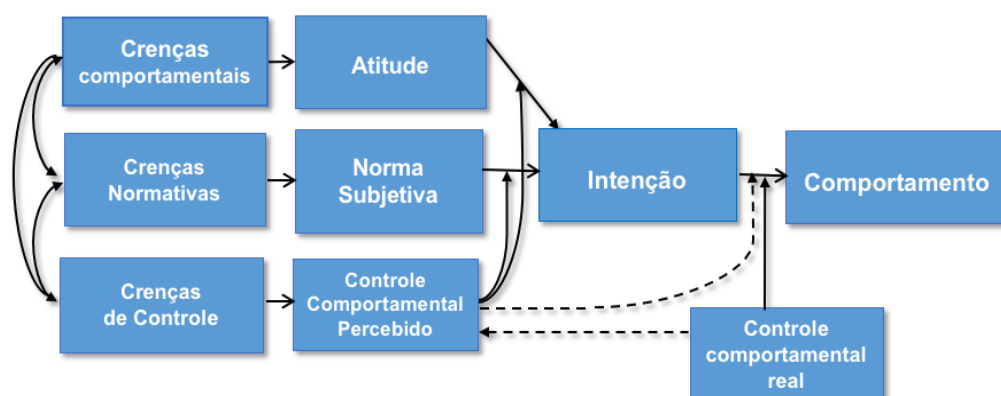 Crenças
comportamentais
Atitude
Crenças
Normativas
Norma
Subjetiva
Intenção
Comportamento
Crenças
de Controle
Controle
Comportamental
Percebido
Controle
comportamental
real